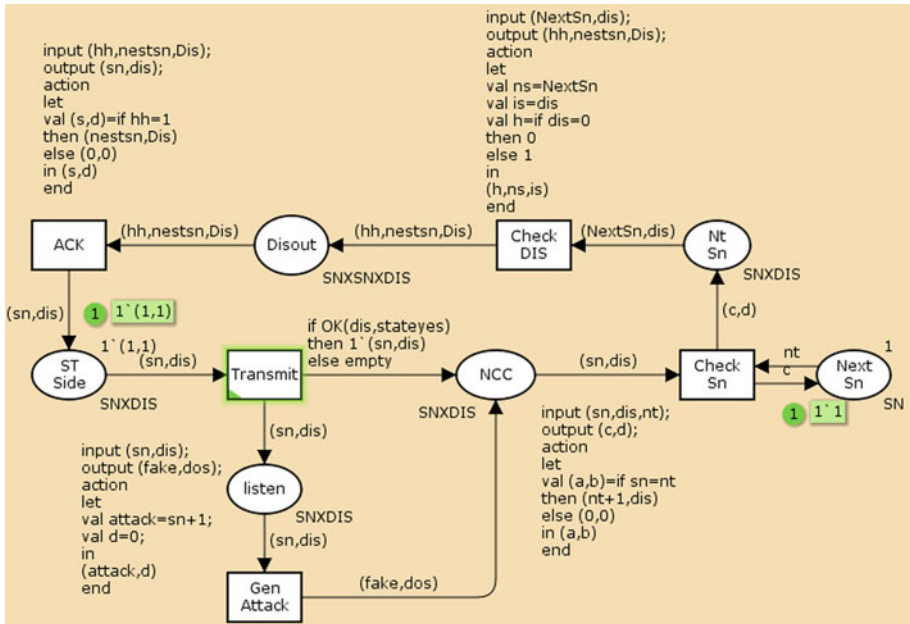 input (hh,nestsn,Dis);
output (sn,dis);
action
let
val (s,d)=if hh=1
then (nestsn,Dis)
else (0,0)
in (s,d)
end
input (NextSn,dis);
output (hh,nestsn,Dis);
action
let
val ns=NextSn
val is=dis
val h=if dis=0
then 0
else 1
in
(h,ns,is)
end
ACK
(hh,nestsn,Dis)
Disout
SNXSNXDIS
(hh,nestsn,Dis)
Check
DIS
(NextSn,dis)
Nt
Sn
SNXDIS
(sn,dis)
1 1`(1,1)
(c,d)
ST
Side
1`(1,1)
SNXDIS
(sn,dis)
Transmit
if OK(dis,stateyes)
then 1`(sn,dis)
else empty
NCC
SNXDIS
(sn,dis)
Check
Sn
nt
c
Next
Sn
1
SN
1 1`1
(sn,dis)
input (sn,dis);
output (fake,dos);
action
let
val attack=sn+1;
val d=0;
in
(attack,d)
end
listen
SNXDIS
(sn,dis)
Gen
Attack
(fake,dos)
input (sn,dis,nt);
output (c,d);
action
let
val (a,b)=if sn=nt
then (nt+1,dis)
else (0,0)
in (a,b)
end